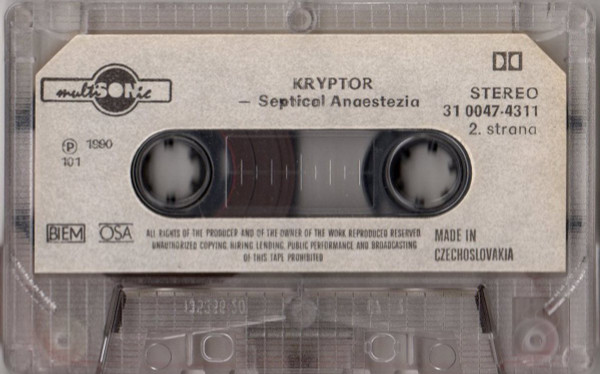 multiSONic
KRYPTOR
— Septical Anaestezia
STEREO
31 0047-4311
2. strana
Ⓟ 1990
101
BIEM OSA
ALL RIGHTS OF THE PRODUCER AND OF THE OWNER OF THE WORK REPRODUCED RESERVED
UNAUTHORIZED COPYING, HIRING LENDING, PUBLIC PERFORMANCE AND BROADCASTING
OF THIS TAPE PROHIBITED
MADE IN
CZECHOSLOVAKIA